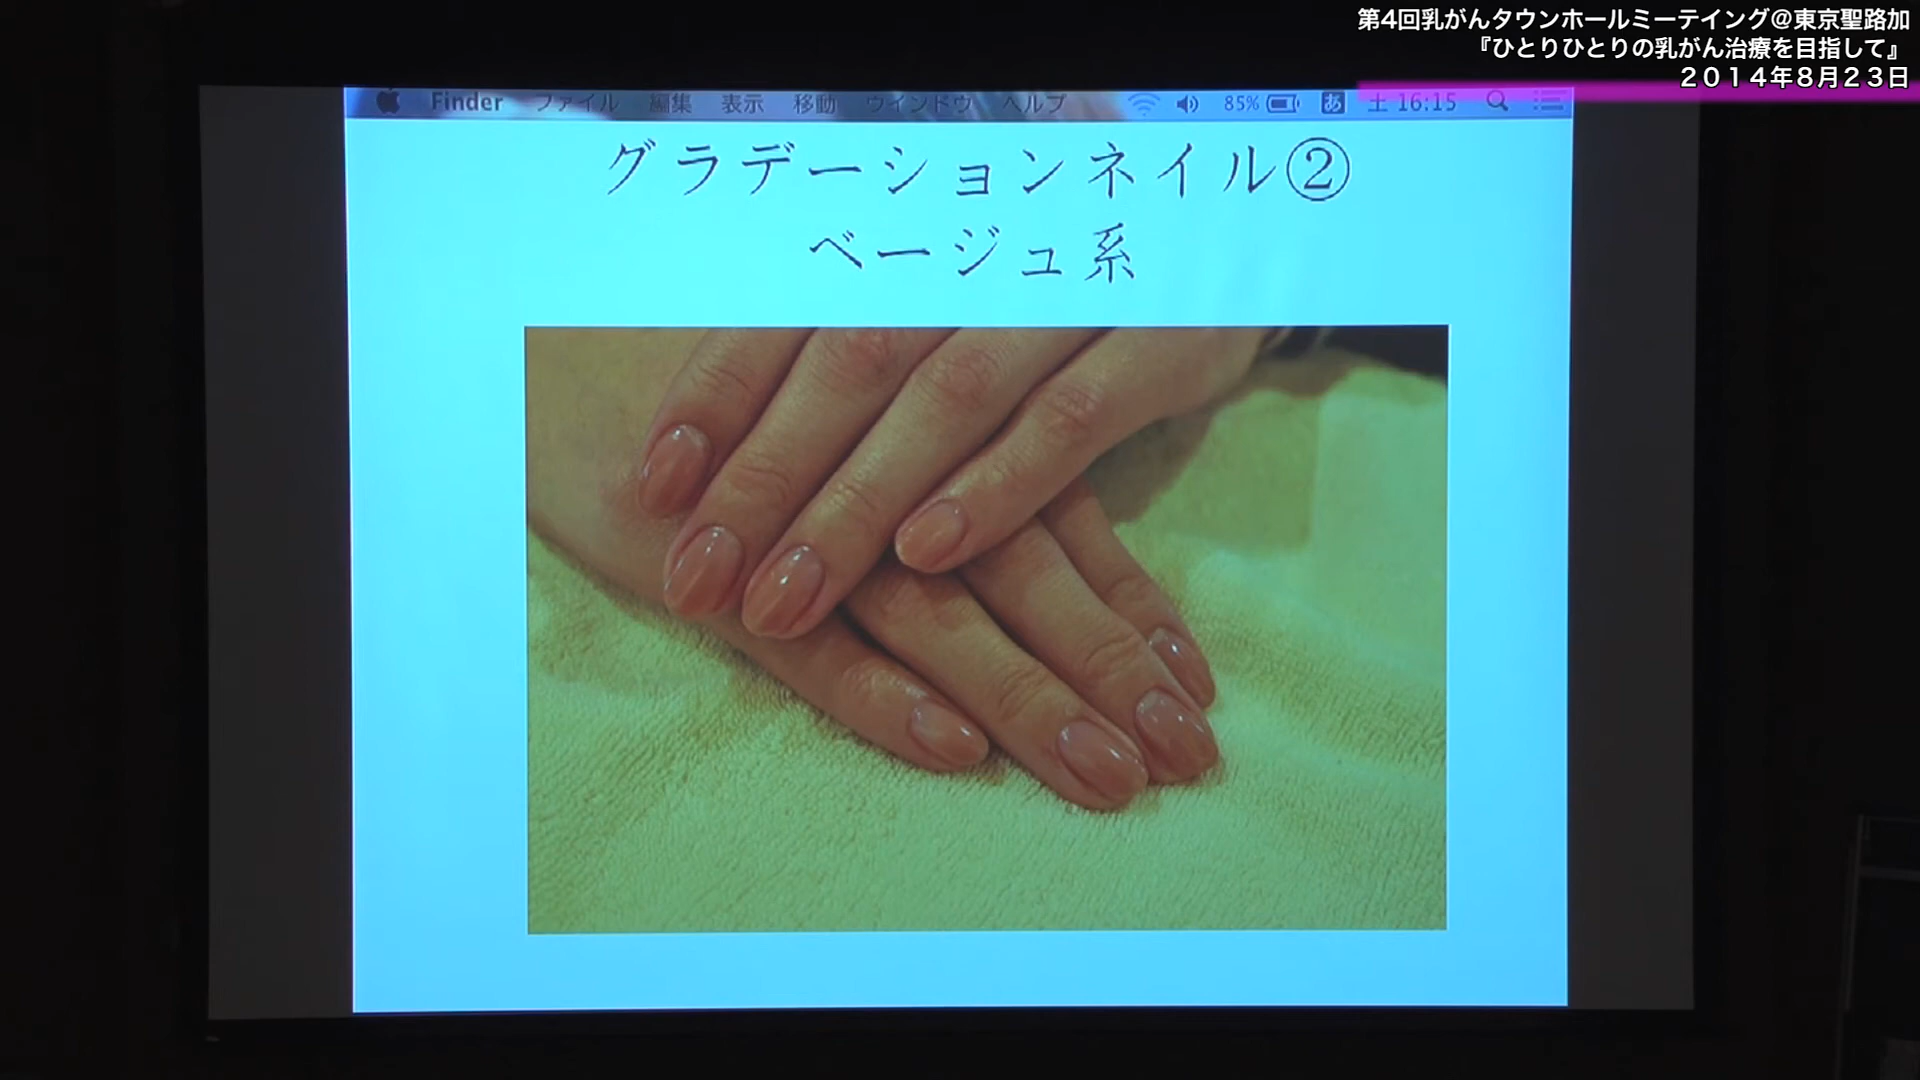 第4回乳がんタウンホールミーテイング＠東京聖路加
『ひとりひとりの乳がん治療を目指して』
２０１４年８月２３日
Finder ファイル 編集 表示 移動 ウインドウ ヘルプ 85% あ 土 16:15
グラデーションネイル②
ベージュ系